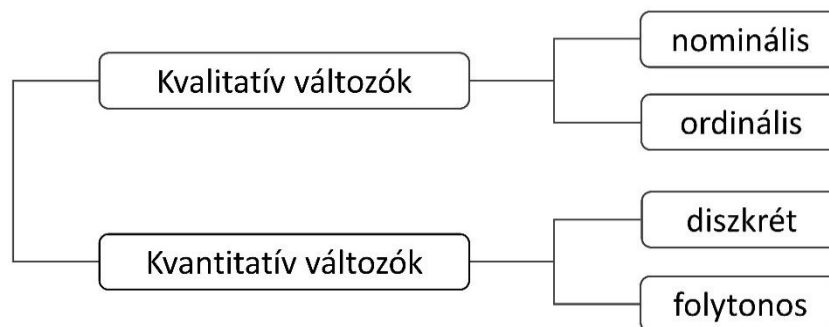 Kvalitatív változók
nominális
ordinális
Kvantitatív változók
diszkrét
folytonos